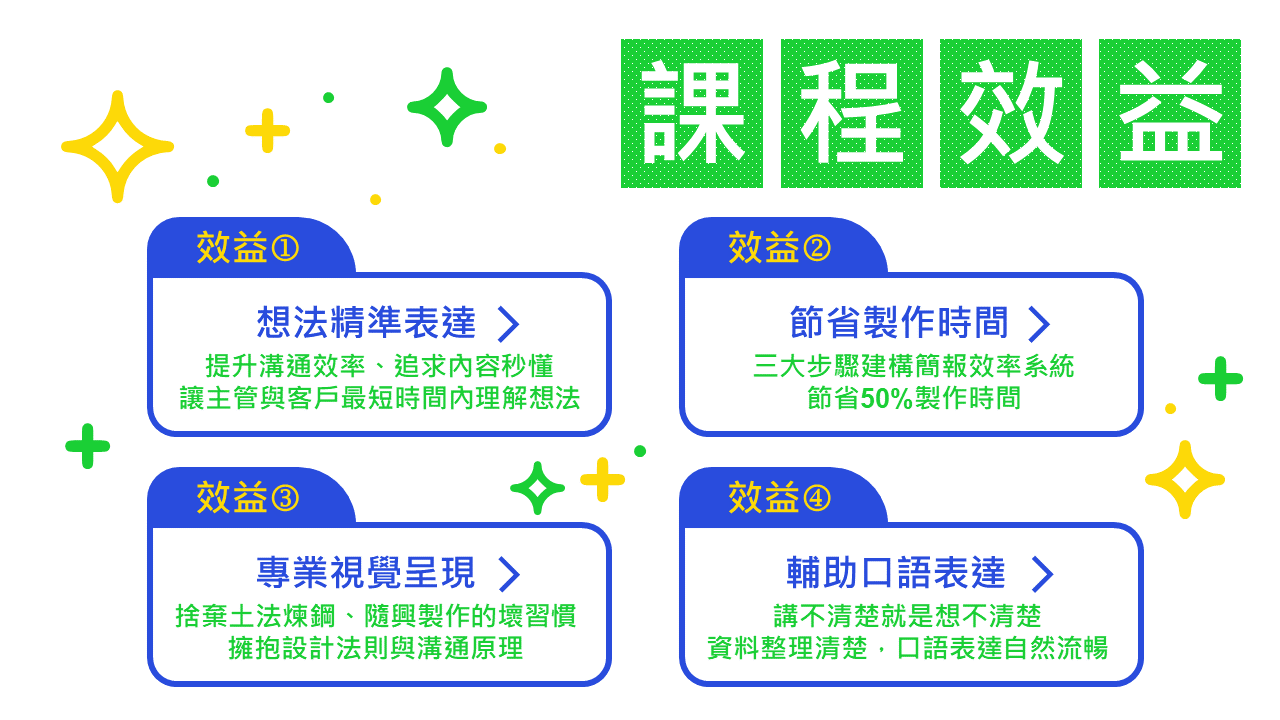 課程效益
效益①
想法精準表達
提升溝通效率、追求內容秒懂
讓主管與客戶最短時間內理解想法
效益②
節省製作時間
三大步驟建構簡報效率系統
節省50%製作時間
效益③
專業視覺呈現
捨棄土法煉鋼、隨興製作的壞習慣
擁抱設計法則與溝通原理
效益④
輔助口語表達
講不清楚就是想不清楚
資料整理清楚，口語表達自然流暢